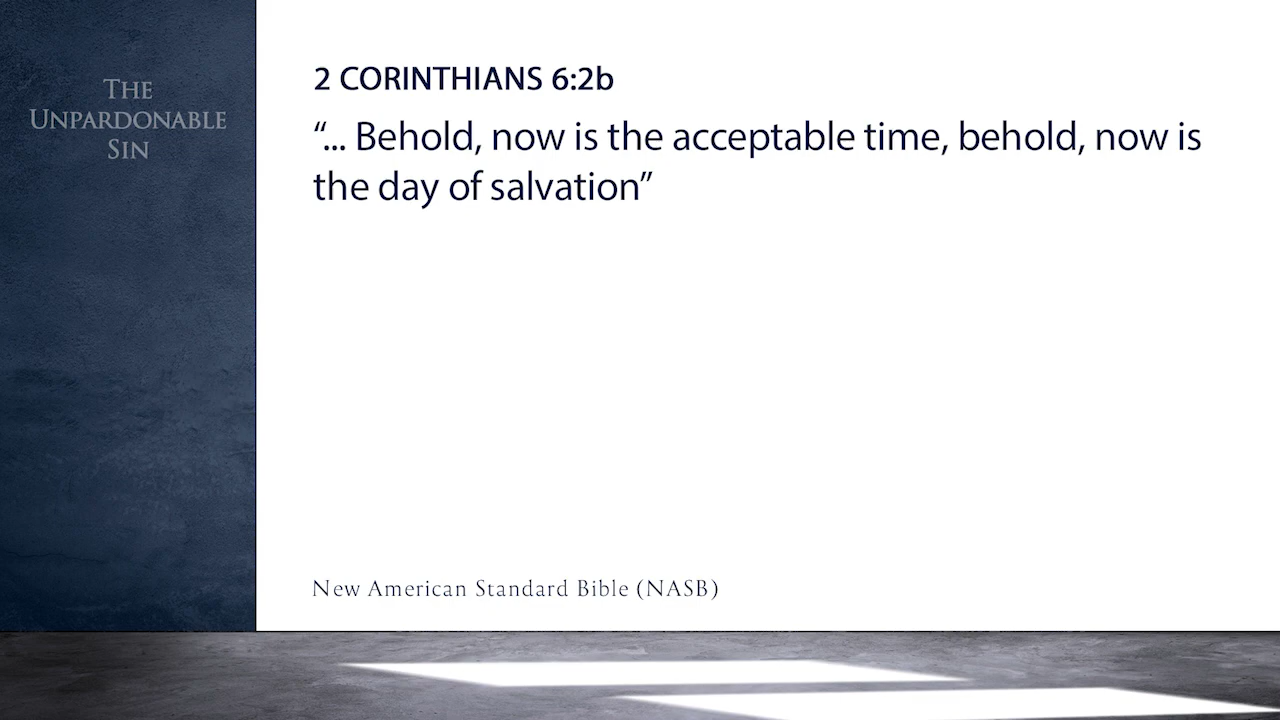 The
Unpardonable
Sin
2 CORINTHIANS 6:2b
“... Behold, now is the acceptable time, behold, now is
the day of salvation”
New American Standard Bible (NASB)